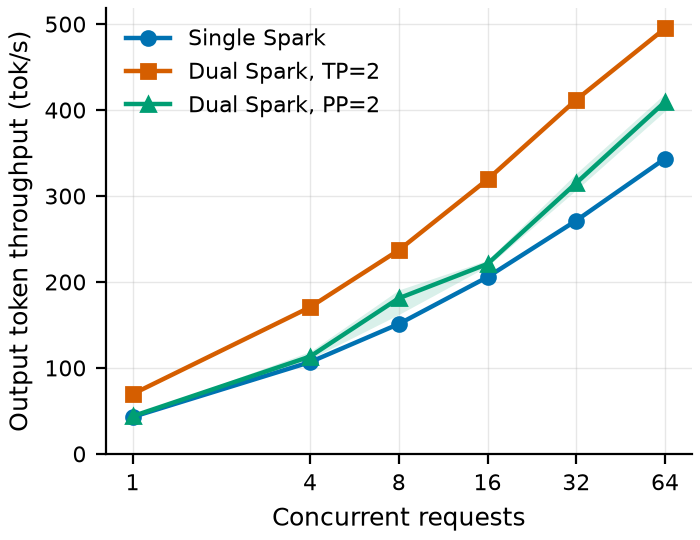 Output token throughput (tok/s)
500
400
300
200
100
0
Single Spark
Dual Spark, TP=2
Dual Spark, PP=2
1 4 8 16 32 64
Concurrent requests